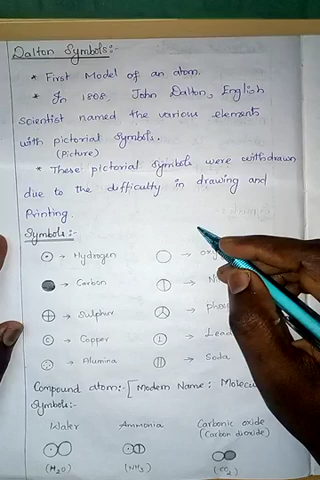 Dalton Symbols:-
* First Model of an atom.
* In 1808, John Dalton, English
scientist named the various elements
with pictorial symbols.
(Picture)
* These pictorial symbols were withdrawn
due to the difficulty in drawing and
Printing.
Symbols:-
→ Hydrogen
→ Carbon
→ Sulphur
→ Copper
→ Alumina
→ Lead
→ Soda
Compound atom:- [Modern Name:
Symbols:-
Water Ammonia Carbonic oxide
(Carbon dioxide)
(H2O) (NH3) (CO2)